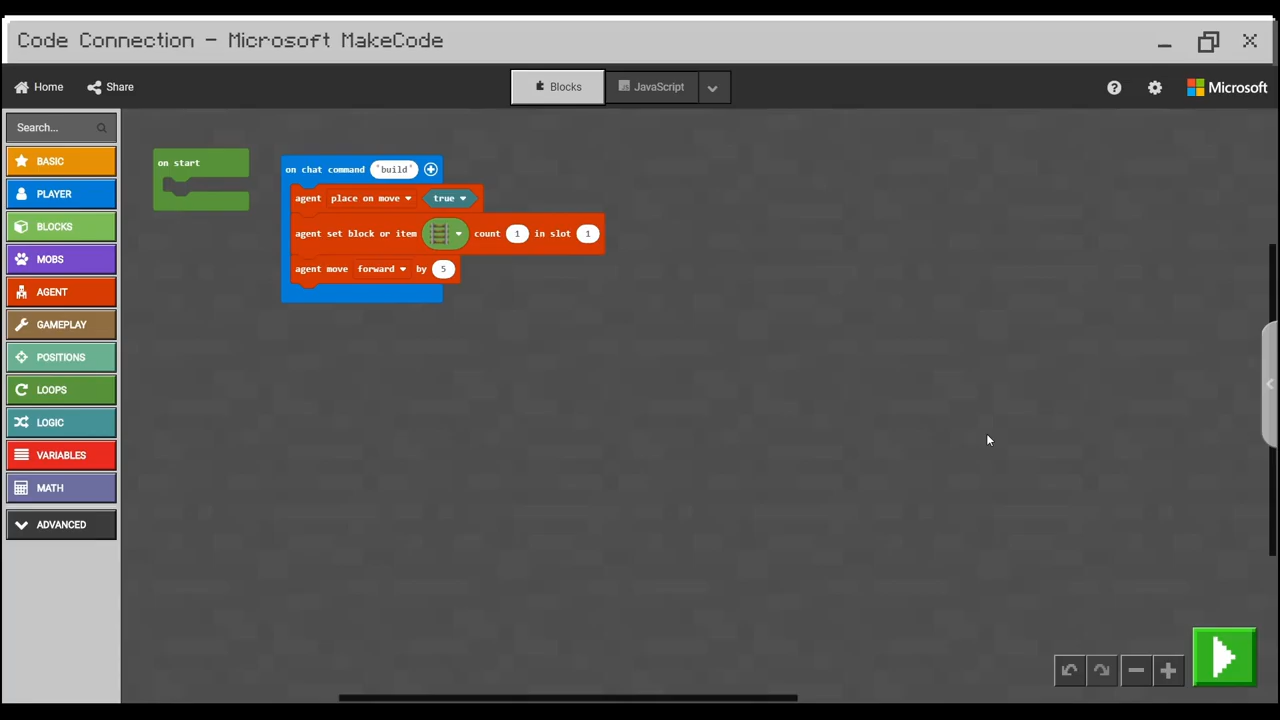 Code Connection - Microsoft MakeCode
Home
Share
Blocks
JavaScript
Microsoft
Search...
BASIC
PLAYER
BLOCKS
MOBS
AGENT
GAMEPLAY
POSITIONS
LOOPS
LOGIC
VARIABLES
MATH
ADVANCED
on start
on chat command "build"
agent place on move true
agent set block or item count 1 in slot 1
agent move forward by 5